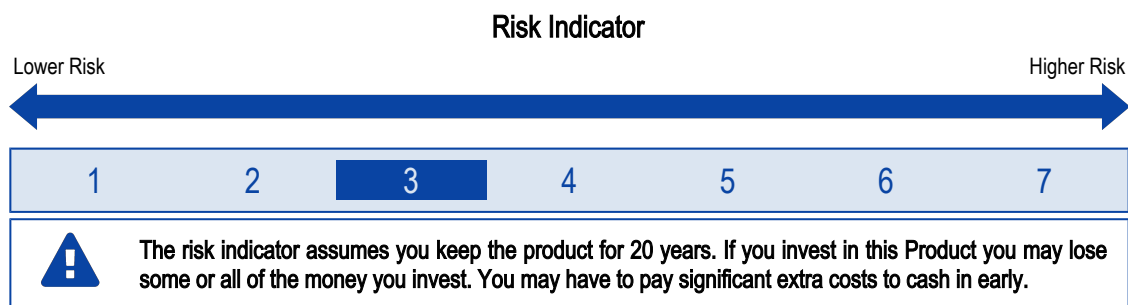 Risk Indicator
Lower Risk Higher Risk
1 2 3 4 5 6 7
The risk indicator assumes you keep the product for 20 years. If you invest in this Product you may lose
some or all of the money you invest. You may have to pay significant extra costs to cash in early.